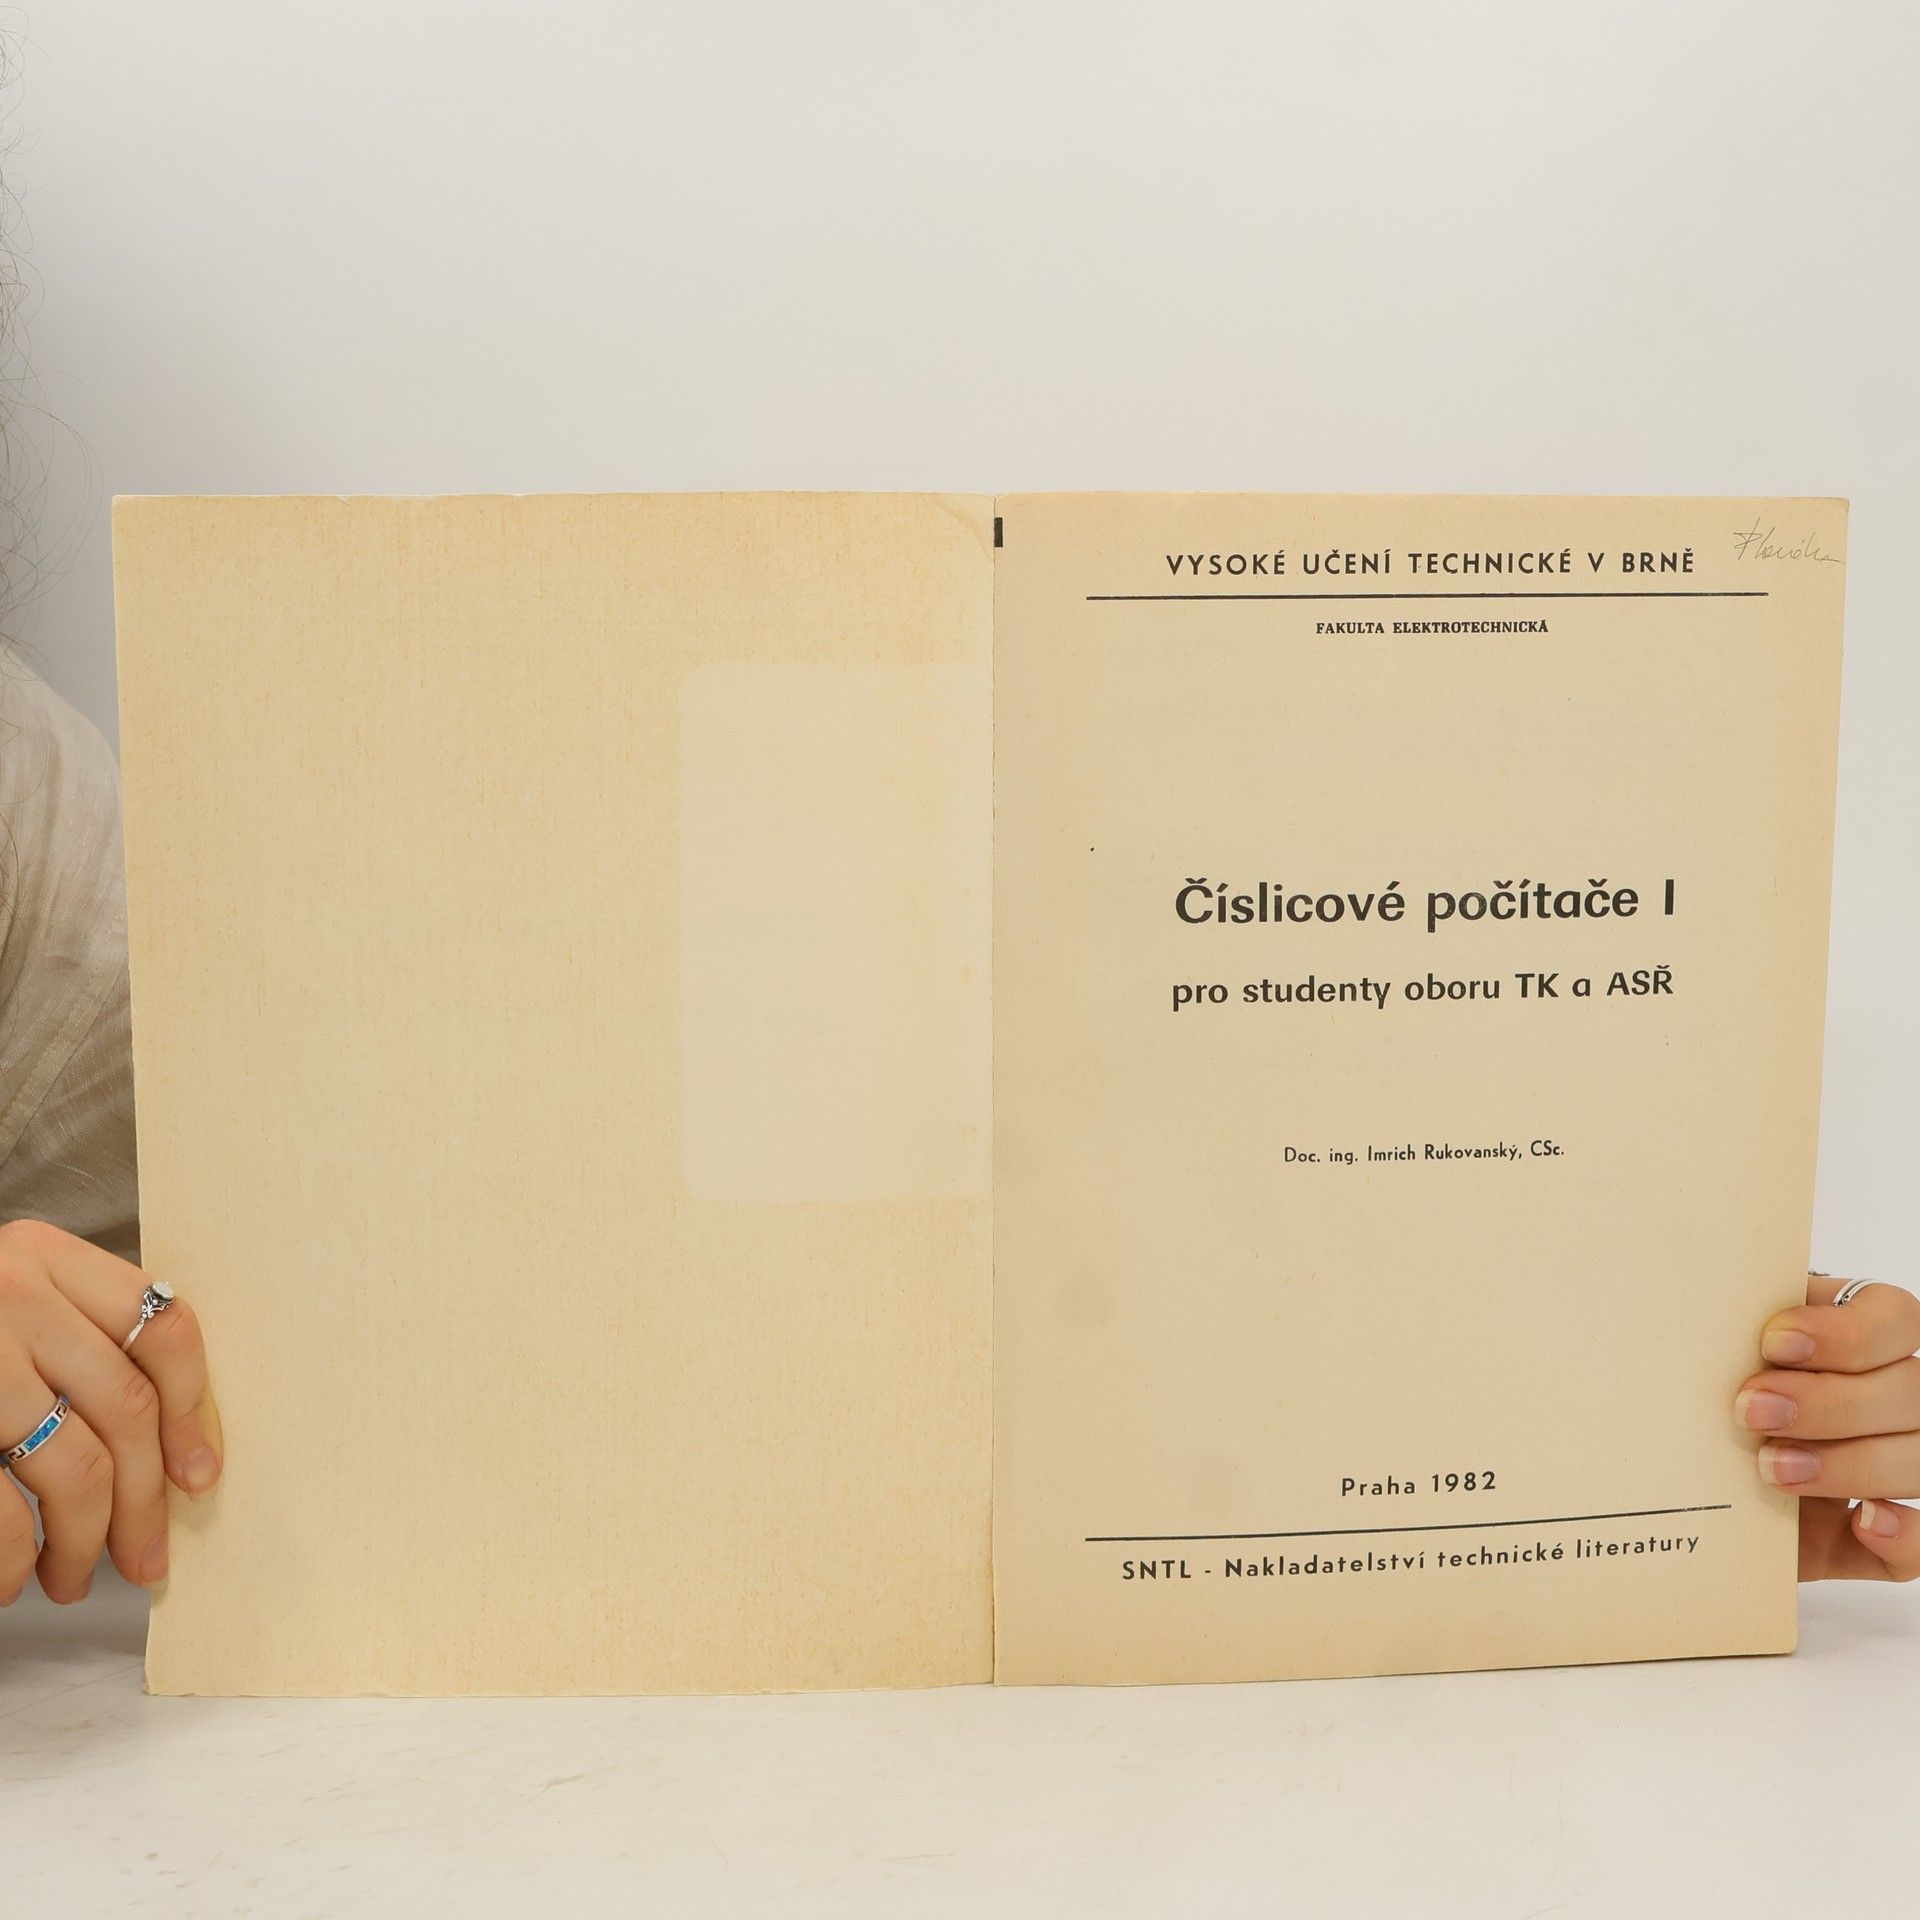 VYSOKÉ UČENÍ TECHNICKÉ V BRNĚ
FAKULTA ELEKTROTECHNICKÁ
Číslicové počítače I
pro studenty oboru TK a ASŘ
Doc. ing. Imrich Rukovanský, CSc.
Praha 1982
SNTL - Nakladatelství technické literatury